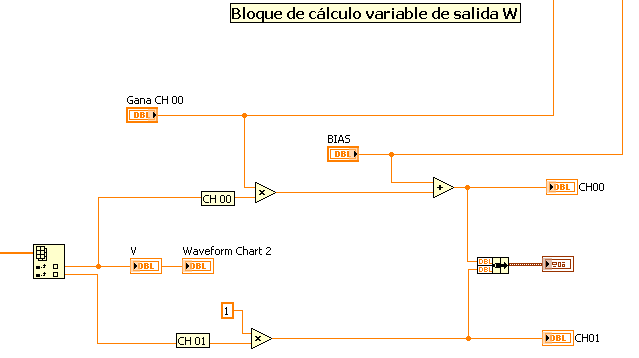 Bloque de cálculo variable de salida W
Gana CH 00
DBL
BIAS
DBL
CH 00
×
+
DBL
CH00
V
Waveform Chart 2
DBL
DBL
DBL
DBL
1
CH 01
×
DBL
CH01